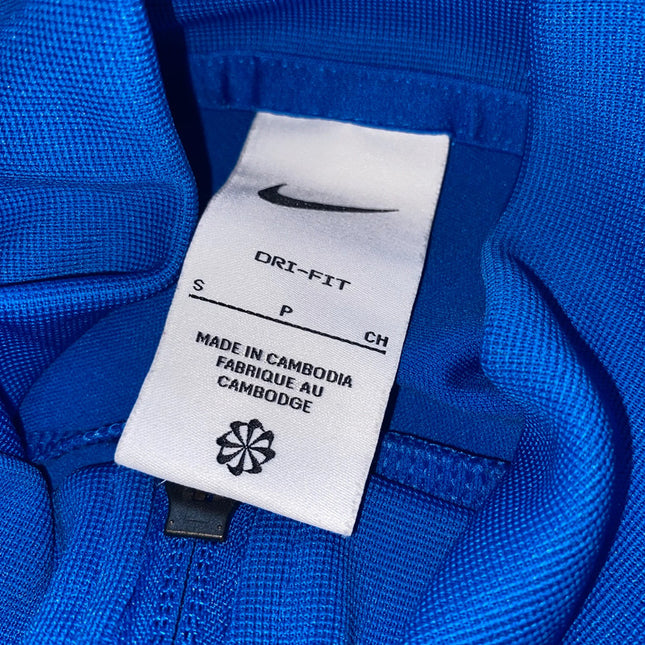 DRI-FIT
S P CH
MADE IN CAMBODIA
FABRIQUE AU
CAMBODGE